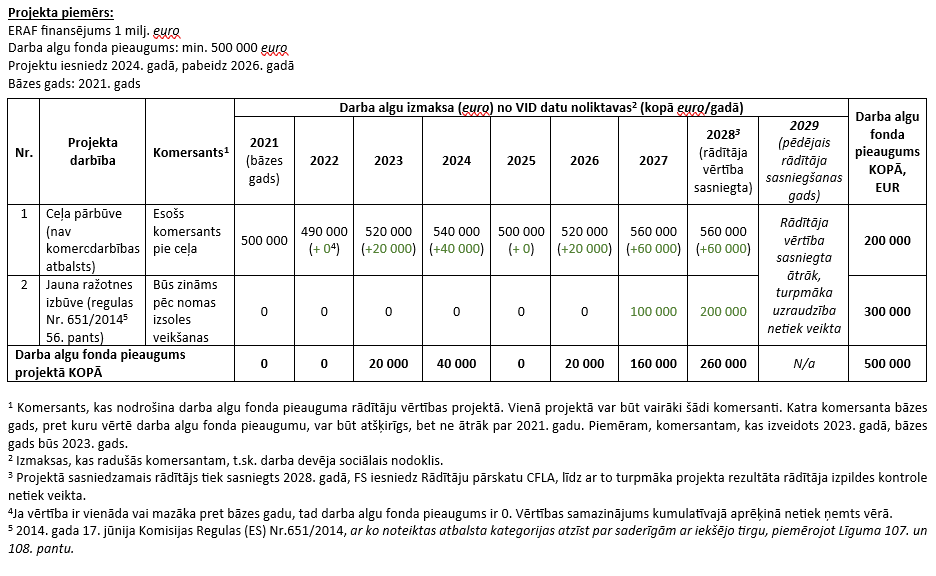 Projekta piemērs:
ERAF finansējums 1 milj. euro
Darba algu fonda pieaugums: min. 500 000 euro
Projektu iesniedz 2024. gadā, pabeidz 2026. gadā
Bāzes gads: 2021. gads
Nr.
Projekta
darbība
Komersants¹
Darba algu izmaksa (euro) no VID datu noliktavas² (kopā euro/gadā)
2021
(bāzes
gads)
2022
2023
2024
2025
2026
2027
2028³
(rādītāja
vērtība
sasniegta)
2029
(pēdējais
rādītāja
sasniegšanas
gads)
Darba algu
fonda
pieaugums
KOPĀ,
EUR
1
Ceļa pārbūve
(nav
komercdarbības
atbalsts)
Esošs
komersants
pie ceļa
500 000
490 000
(+ 0⁴)
520 000
(+20 000)
540 000
(+40 000)
500 000
(+ 0)
520 000
(+20 000)
560 000
(+60 000)
560 000
(+60 000)
Rādītāja
vērtība
sasniegta
ātrāk,
turpmāka
uzraudzība
netiek veikta
200 000
2
Jauna ražotnes
izbūve (regulas
Nr. 651/2014⁵
56. pants)
Būs zināms
pēc nomas
izsoles
veikšanas
0
0
0
0
0
0
100 000
200 000
300 000
Darba algu fonda pieaugums
projektā KOPĀ
0
0
20 000
40 000
0
20 000
160 000
260 000
N/a
500 000
¹ Komersants, kas nodrošina darba algu fonda pieauguma rādītāju vērtības projektā. Vienā projektā var būt vairāki šādi komersanti. Katra komersanta bāzes
gads, pret kuru vērtē darba algu fonda pieaugumu, var būt atšķirīgs, bet ne ātrāk par 2021. gadu. Piemēram, komersantam, kas izveidots 2023. gadā, bāzes
gads būs 2023. gads.
² Izmaksas, kas radušās komersantam, t.sk. darba devēja sociālais nodoklis.
³ Projektā sasniedzamais rādītājs tiek sasniegts 2028. gadā, FS iesniedz Rādītāju pārskatu CFLA, līdz ar to turpmāka projekta rezultāta rādītāja izpildes kontrole
netiek veikta.
⁴Ja vērtība ir vienāda vai mazāka pret bāzes gadu, tad darba algu fonda pieaugums ir 0. Vērtības samazinājums kumulatīvajā aprēķinā netiek ņemts vērā.
⁵ 2014. gada 17. jūnija Komisijas Regulas (ES) Nr.651/2014, ar ko noteiktas atbalsta kategorijas atzīst par saderīgām ar iekšējo tirgu, piemērojot Līguma 107. un
108. pantu.